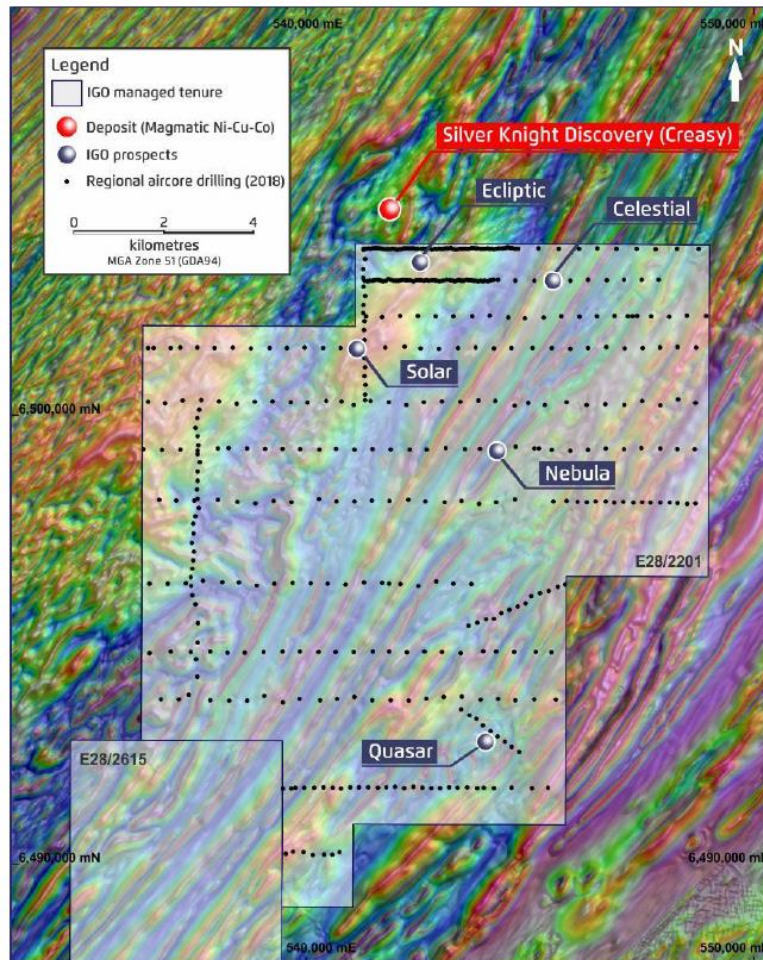 540,000 mE
550,000 mE
Legend
IGO managed tenure
Deposit (Magmatic Ni-Cu-Co)
IGO prospects
Regional aircore drilling (2018)
0 2 4
kilometres
MGA Zone 51 (GDA94)
N
Silver Knight Discovery (Creasy)
Ecliptic
Celestial
Solar
6,500,000 mN
Nebula
E28/2201
Quasar
E28/2615
6,490,000 mN
6,490,000 mN
540,000 mE
550,000 mE